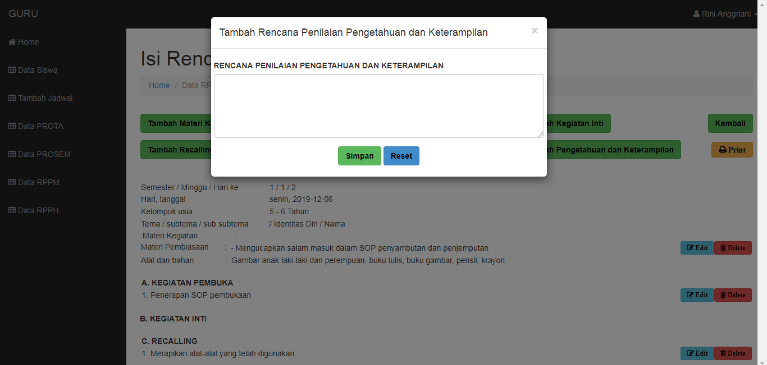 GURU
Rini Anggriani
Home
Data Siswa
Tambah Jadwal
Data PROTA
Data PROSEM
Data RPPM
Data RPPH
Tambah Rencana Penilaian Pengetahuan dan Keterampilan ×
RENCANA PENILAIAN PENGETAHUAN DAN KETERAMPILAN
Simpan Reset
Isi Renc
Home / Data RP
Tambah Materi K
h Kegiatan Inti
Kembali
Tambah Recalling
h Pengetahuan dan Keterampilan
Print
Semester / Minggu / Hari ke :1 / 1 / 2
Hari, tanggal :senin, 2019-12-06
Kelompok usia :5 - 6 Tahun
Tema / subtema / sub subtema :/ Identitas Diri / Nama
Materi Kegiatan :
Materi Pembiasaan : - Mengucapkan salam masuk dalam SOP penyambutan dan penjemputan Edit Delete
Alat dan bahan : Gambar anak laki-laki dan perempuan, buku tulis, buku gambar, pensil, krayon
A. KEGIATAN PEMBUKA
1. Penerapan SOP pembukaan Edit Delete
B. KEGIATAN INTI
C. RECALLING
1. Merapikan alat-alat yang telah digunakan Edit Delete